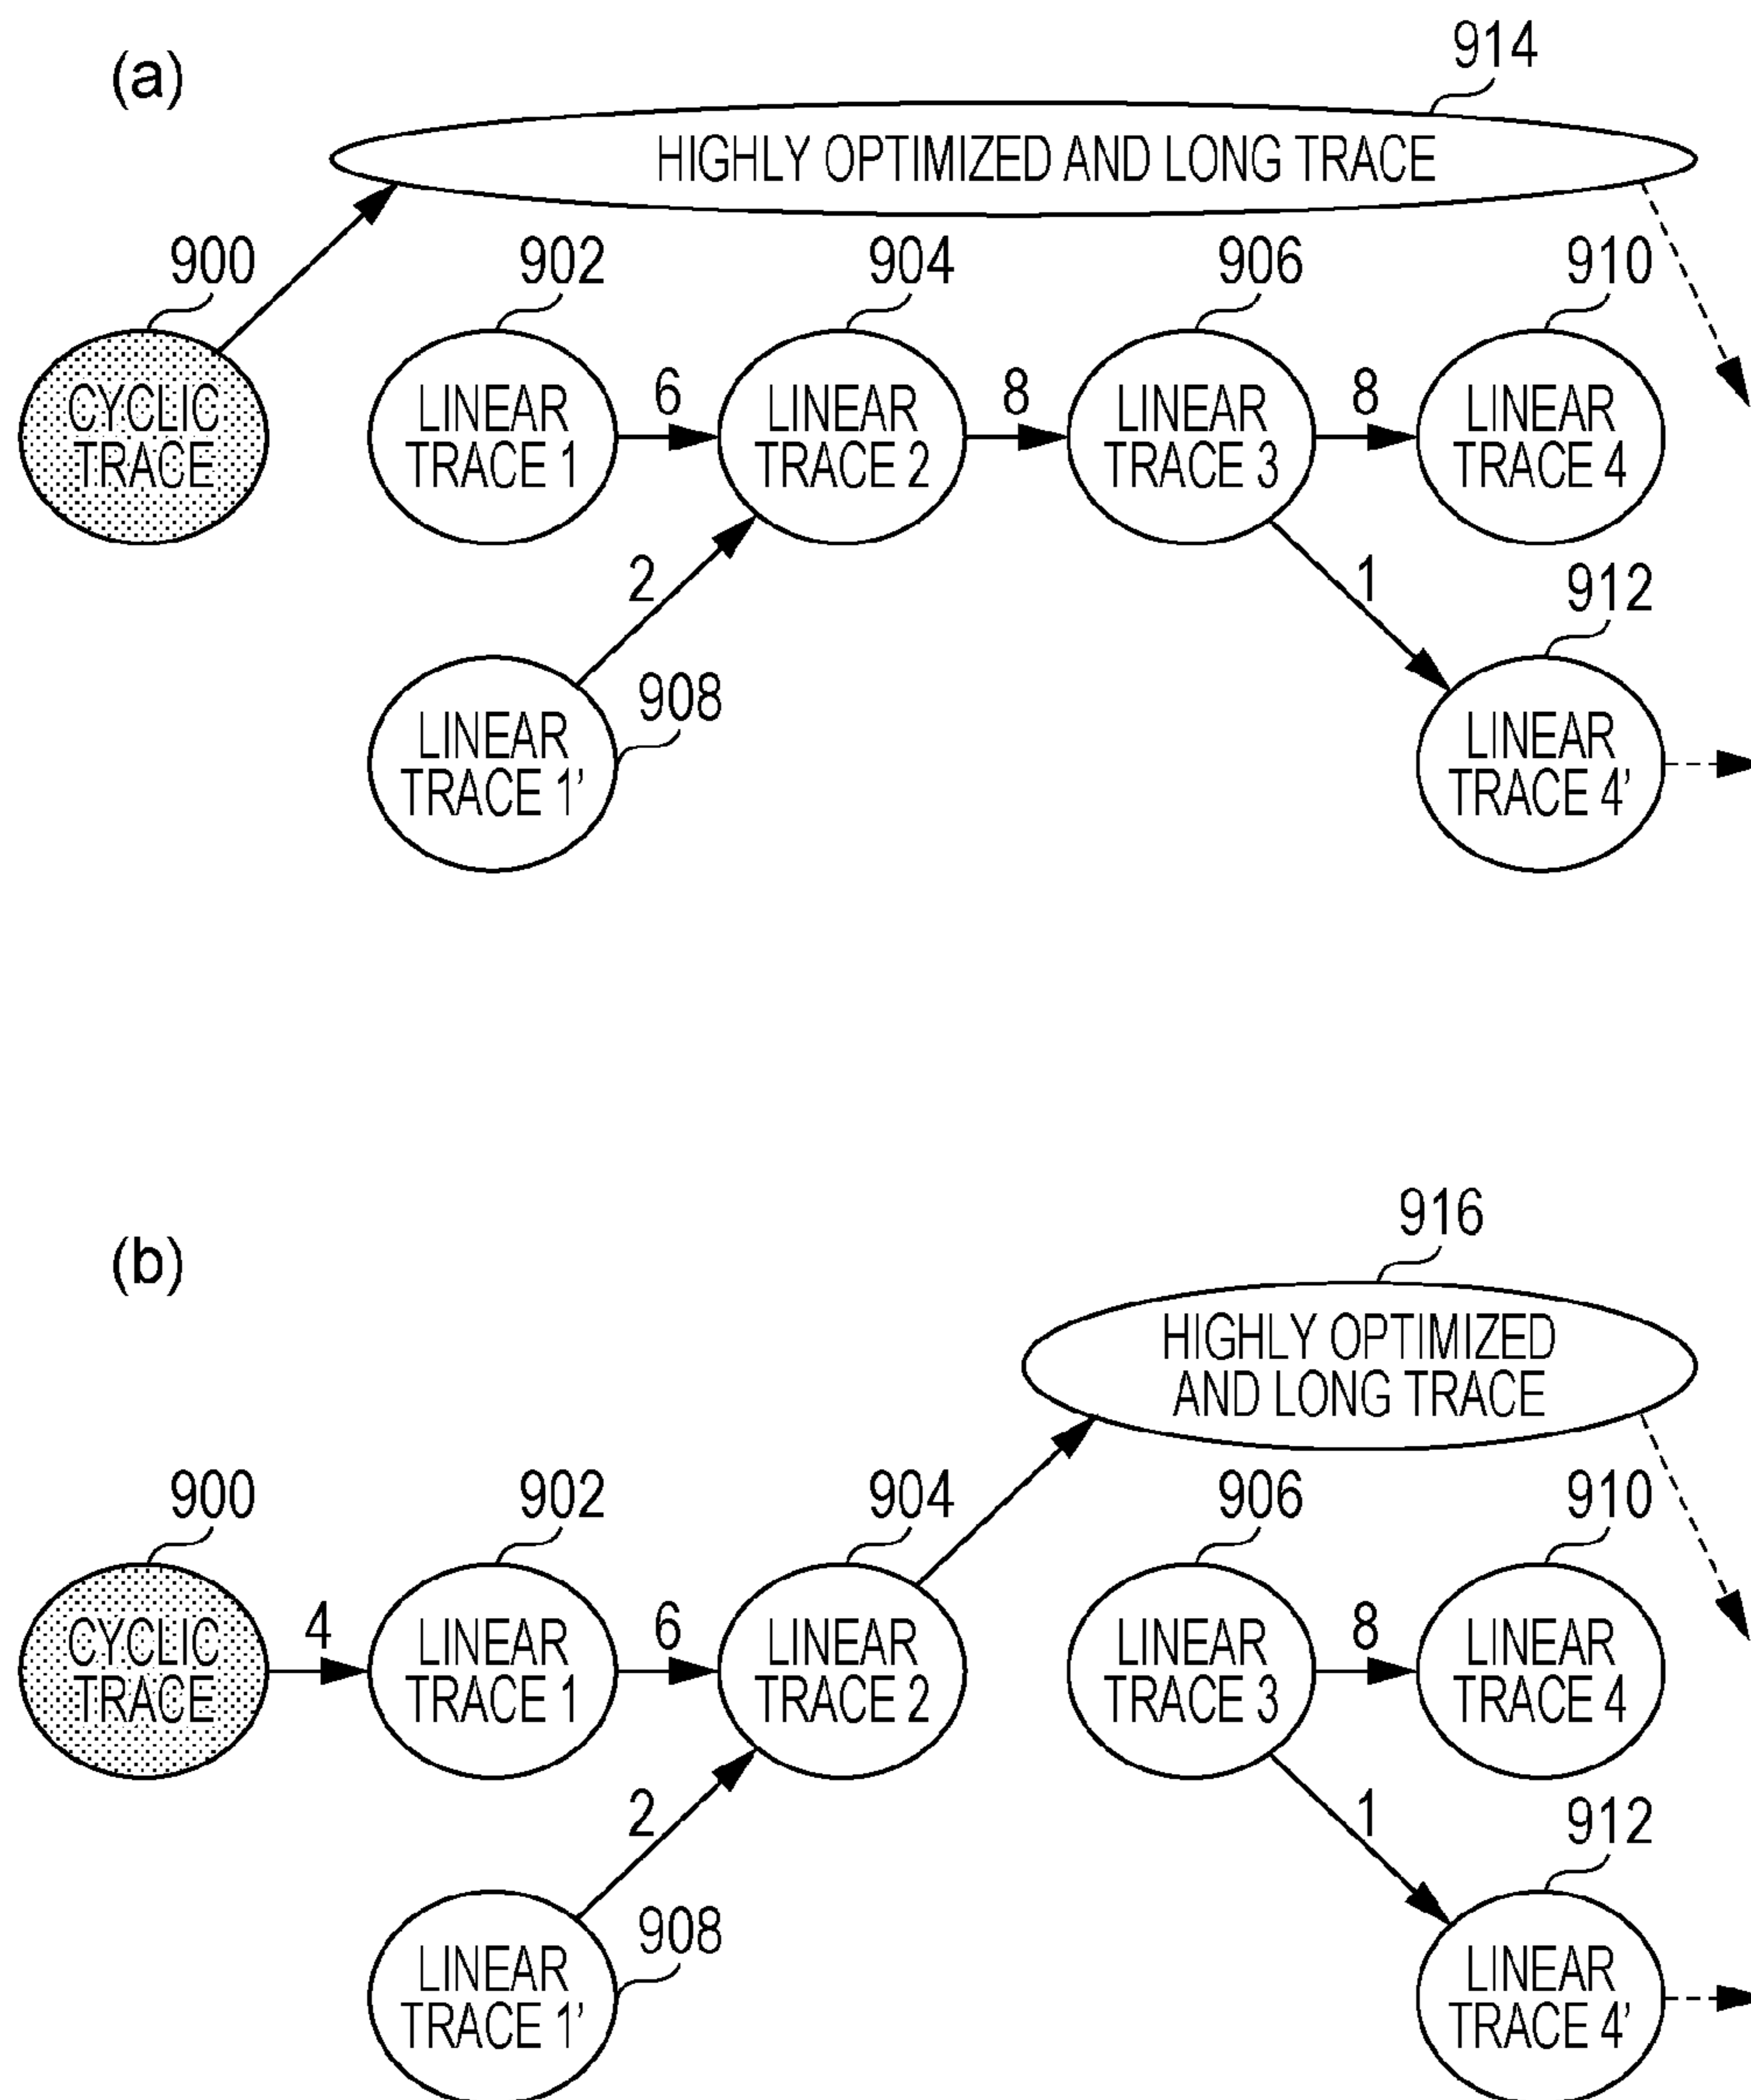 (a)
914
HIGHLY OPTIMIZED AND LONG TRACE
900
902
904
906
910
CYCLIC
TRACE
LINEAR
TRACE 1
6
LINEAR
TRACE 2
8
LINEAR
TRACE 3
8
LINEAR
TRACE 4
2
1
912
908
LINEAR
TRACE 1'
LINEAR
TRACE 4'
(b)
916
HIGHLY OPTIMIZED
AND LONG TRACE
900
902
904
906
910
CYCLIC
TRACE
4
LINEAR
TRACE 1
6
LINEAR
TRACE 2
LINEAR
TRACE 3
8
LINEAR
TRACE 4
2
1
912
908
LINEAR
TRACE 1'
LINEAR
TRACE 4'